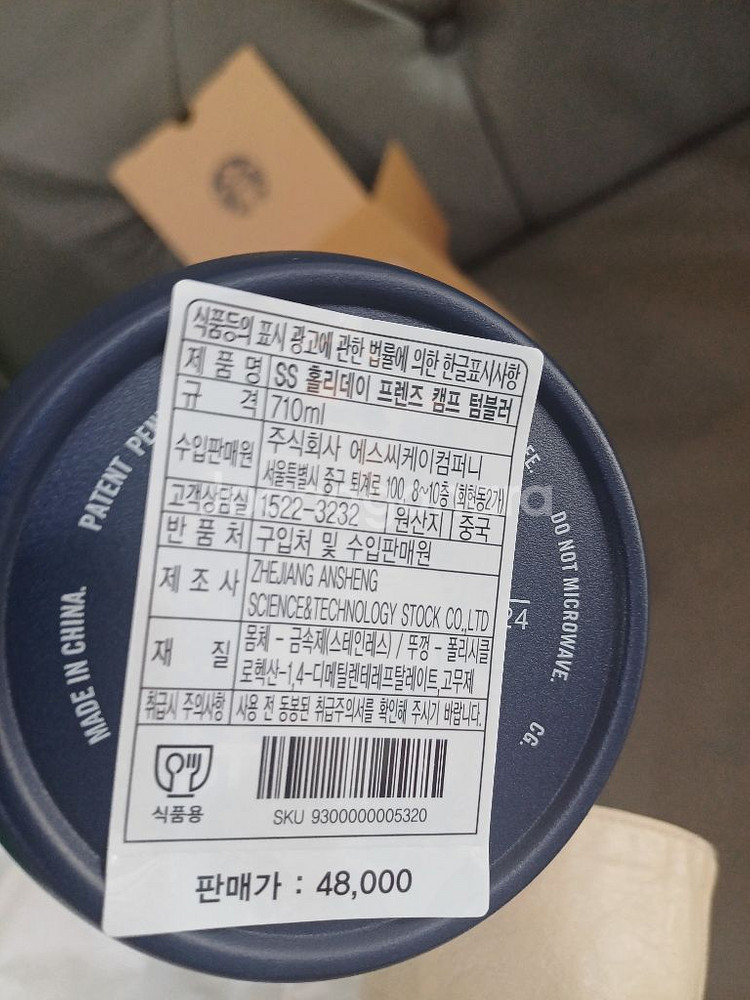 식품등의 표시 광고에 관한 법률에 의한 한글표시사항
제 품 명 SS 홀리데이 프렌즈 캠프 텀블러
규 격 710ml
수입판매원 주식회사 에스씨케이컴퍼니
서울특별시 중구 퇴계로 100, 8~10층 (회현동2가)
고객상담실 1522-3232 원산지 중국
반 품 처 구입처 및 수입판매원
제 조 사 ZHEJIANG ANSHENG
SCIENCE&TECHNOLOGY STOCK CO.,LTD
재 질 몸체 - 금속제(스테인레스) / 뚜껑 - 폴리시클
로헥산-1,4-디메틸렌테레프탈레이트,고무제
취급시 주의사항 사용 전 동봉된 취급주의서를 확인해 주시기 바랍니다.
식품용
SKU 9300000005320
판매가 : 48,000
MADE IN CHINA.
PATENT PEN
DO NOT MICROWAVE.
CG.
24